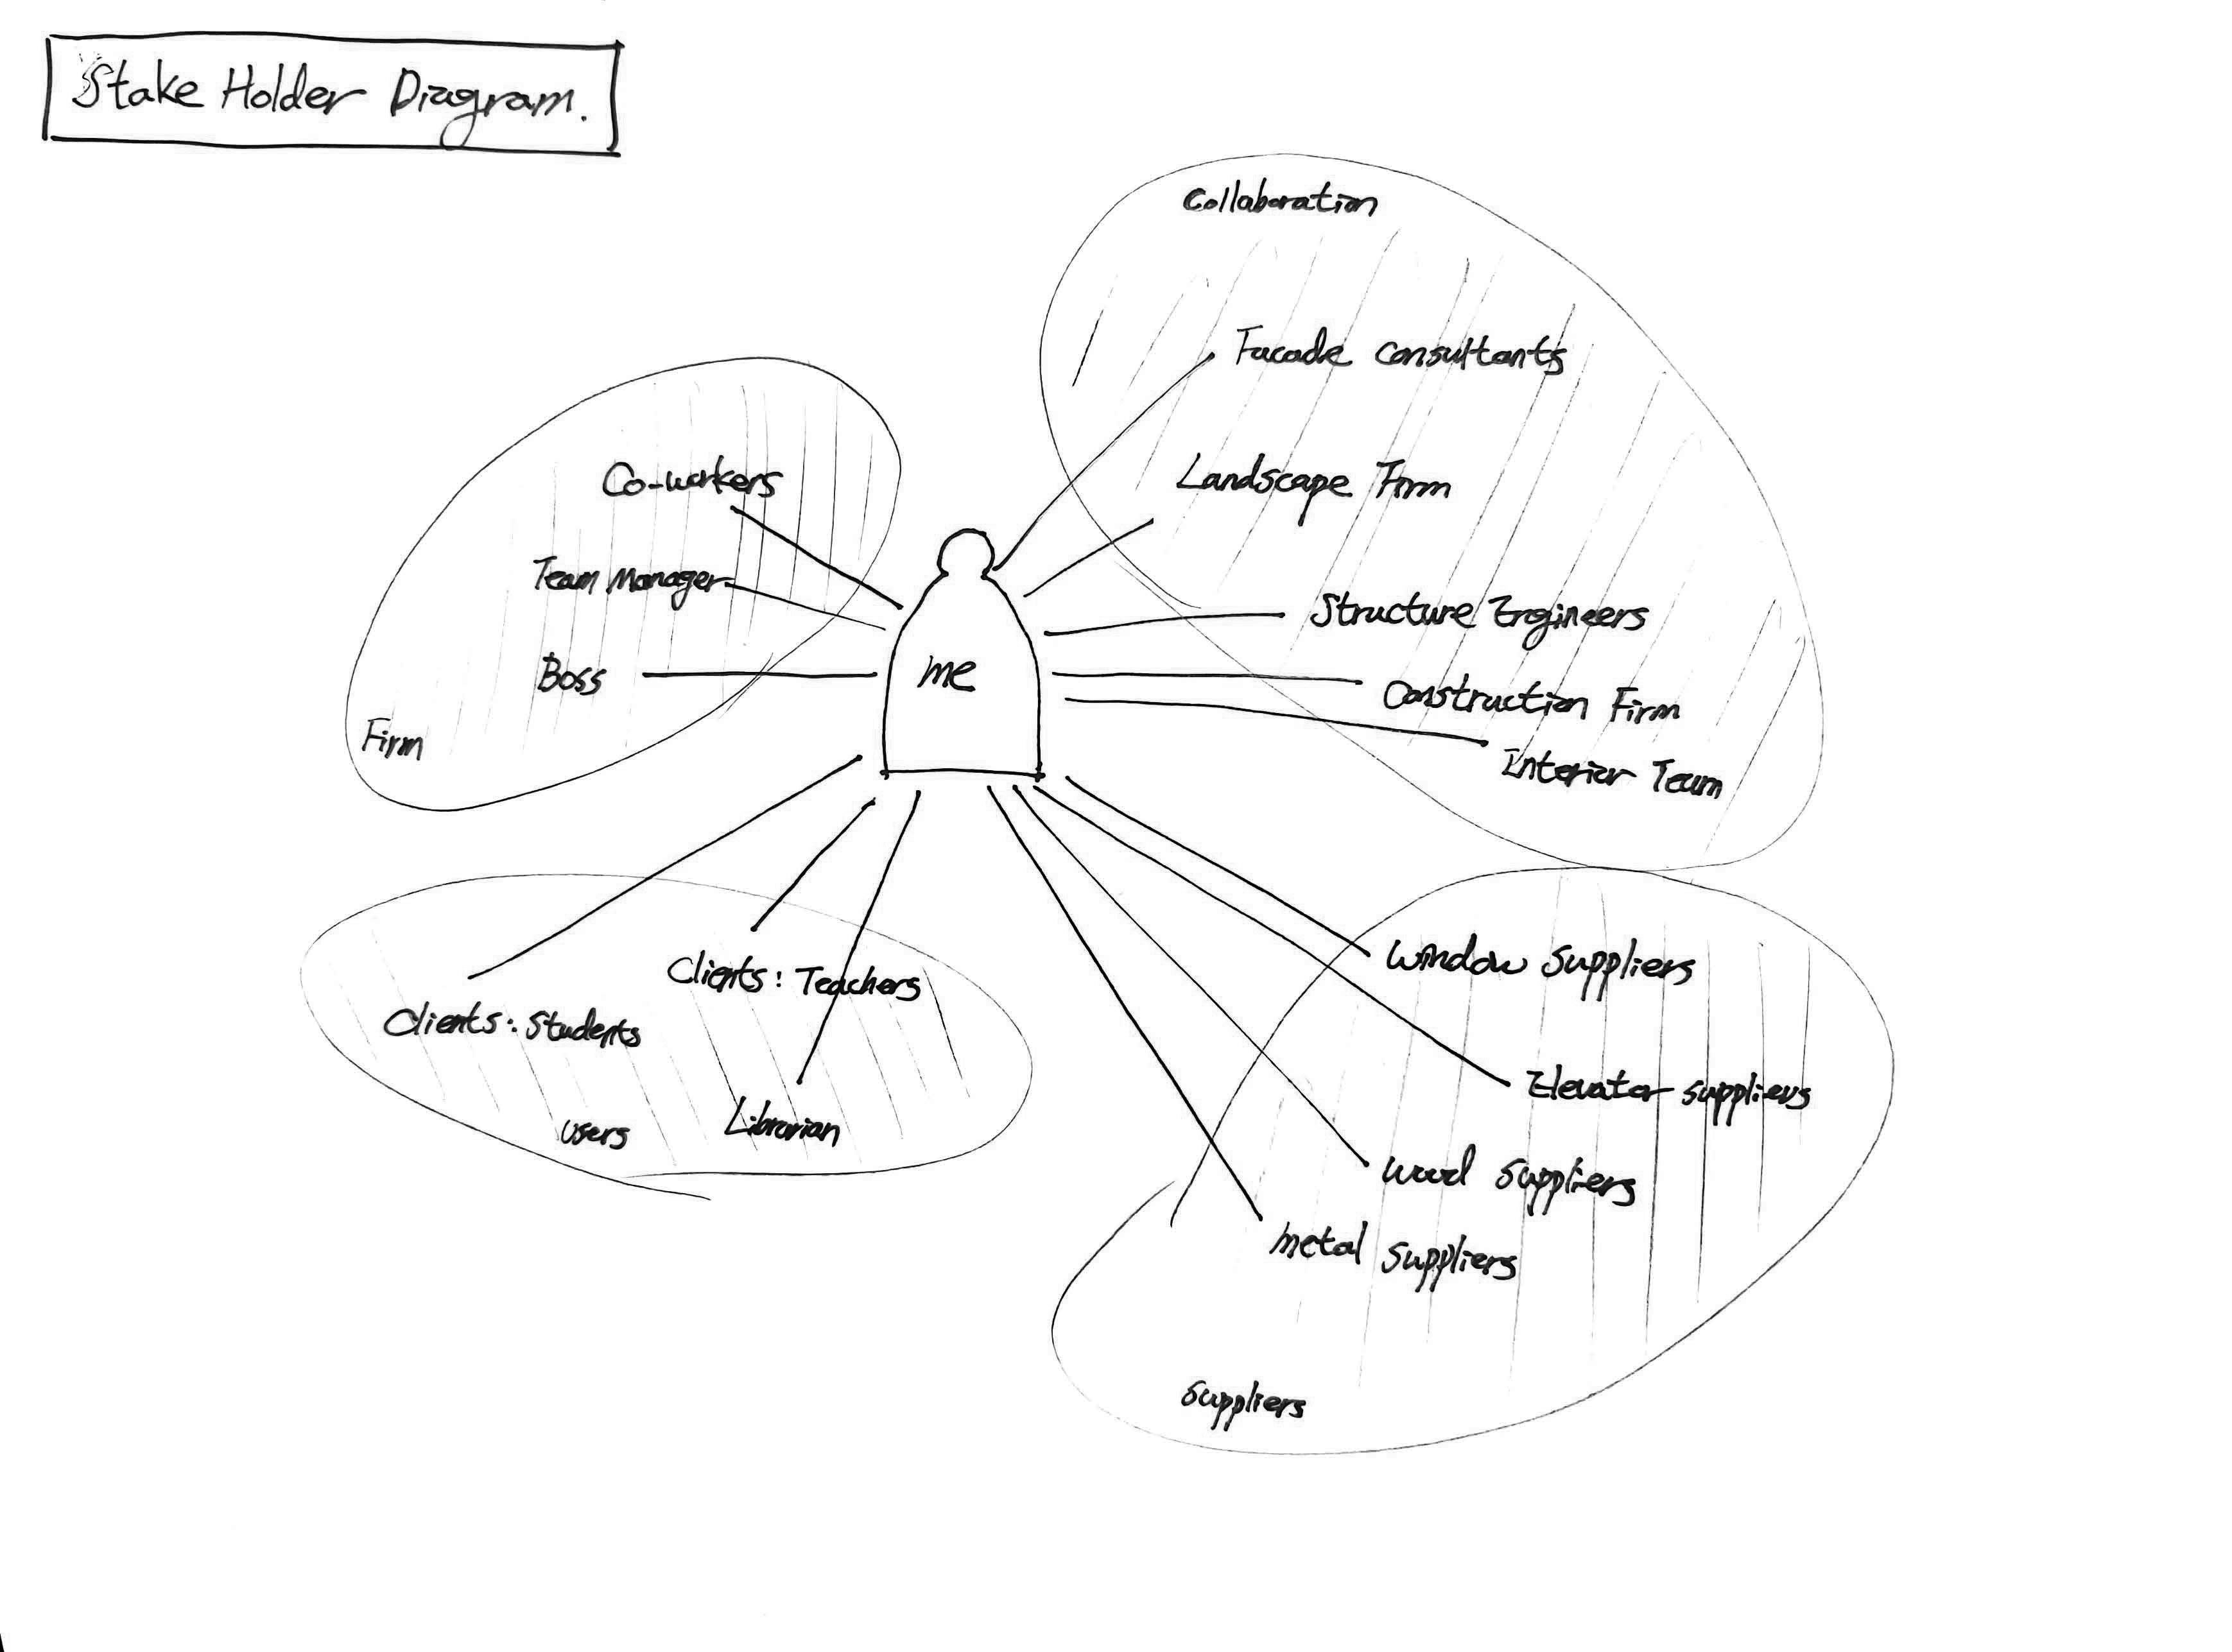 Stake Holder Diagram.
Collaboration
Facade consultants
Landscape Firm
Structure Engineers
Construction Firm
Interior Team
Co-workers
Team Manager
Boss
Firm
me
Clients: Teachers
Clients: Students
Users
Librarian
Window Suppliers
Elevator suppliers
Wood Suppliers
Metal Suppliers
Suppliers